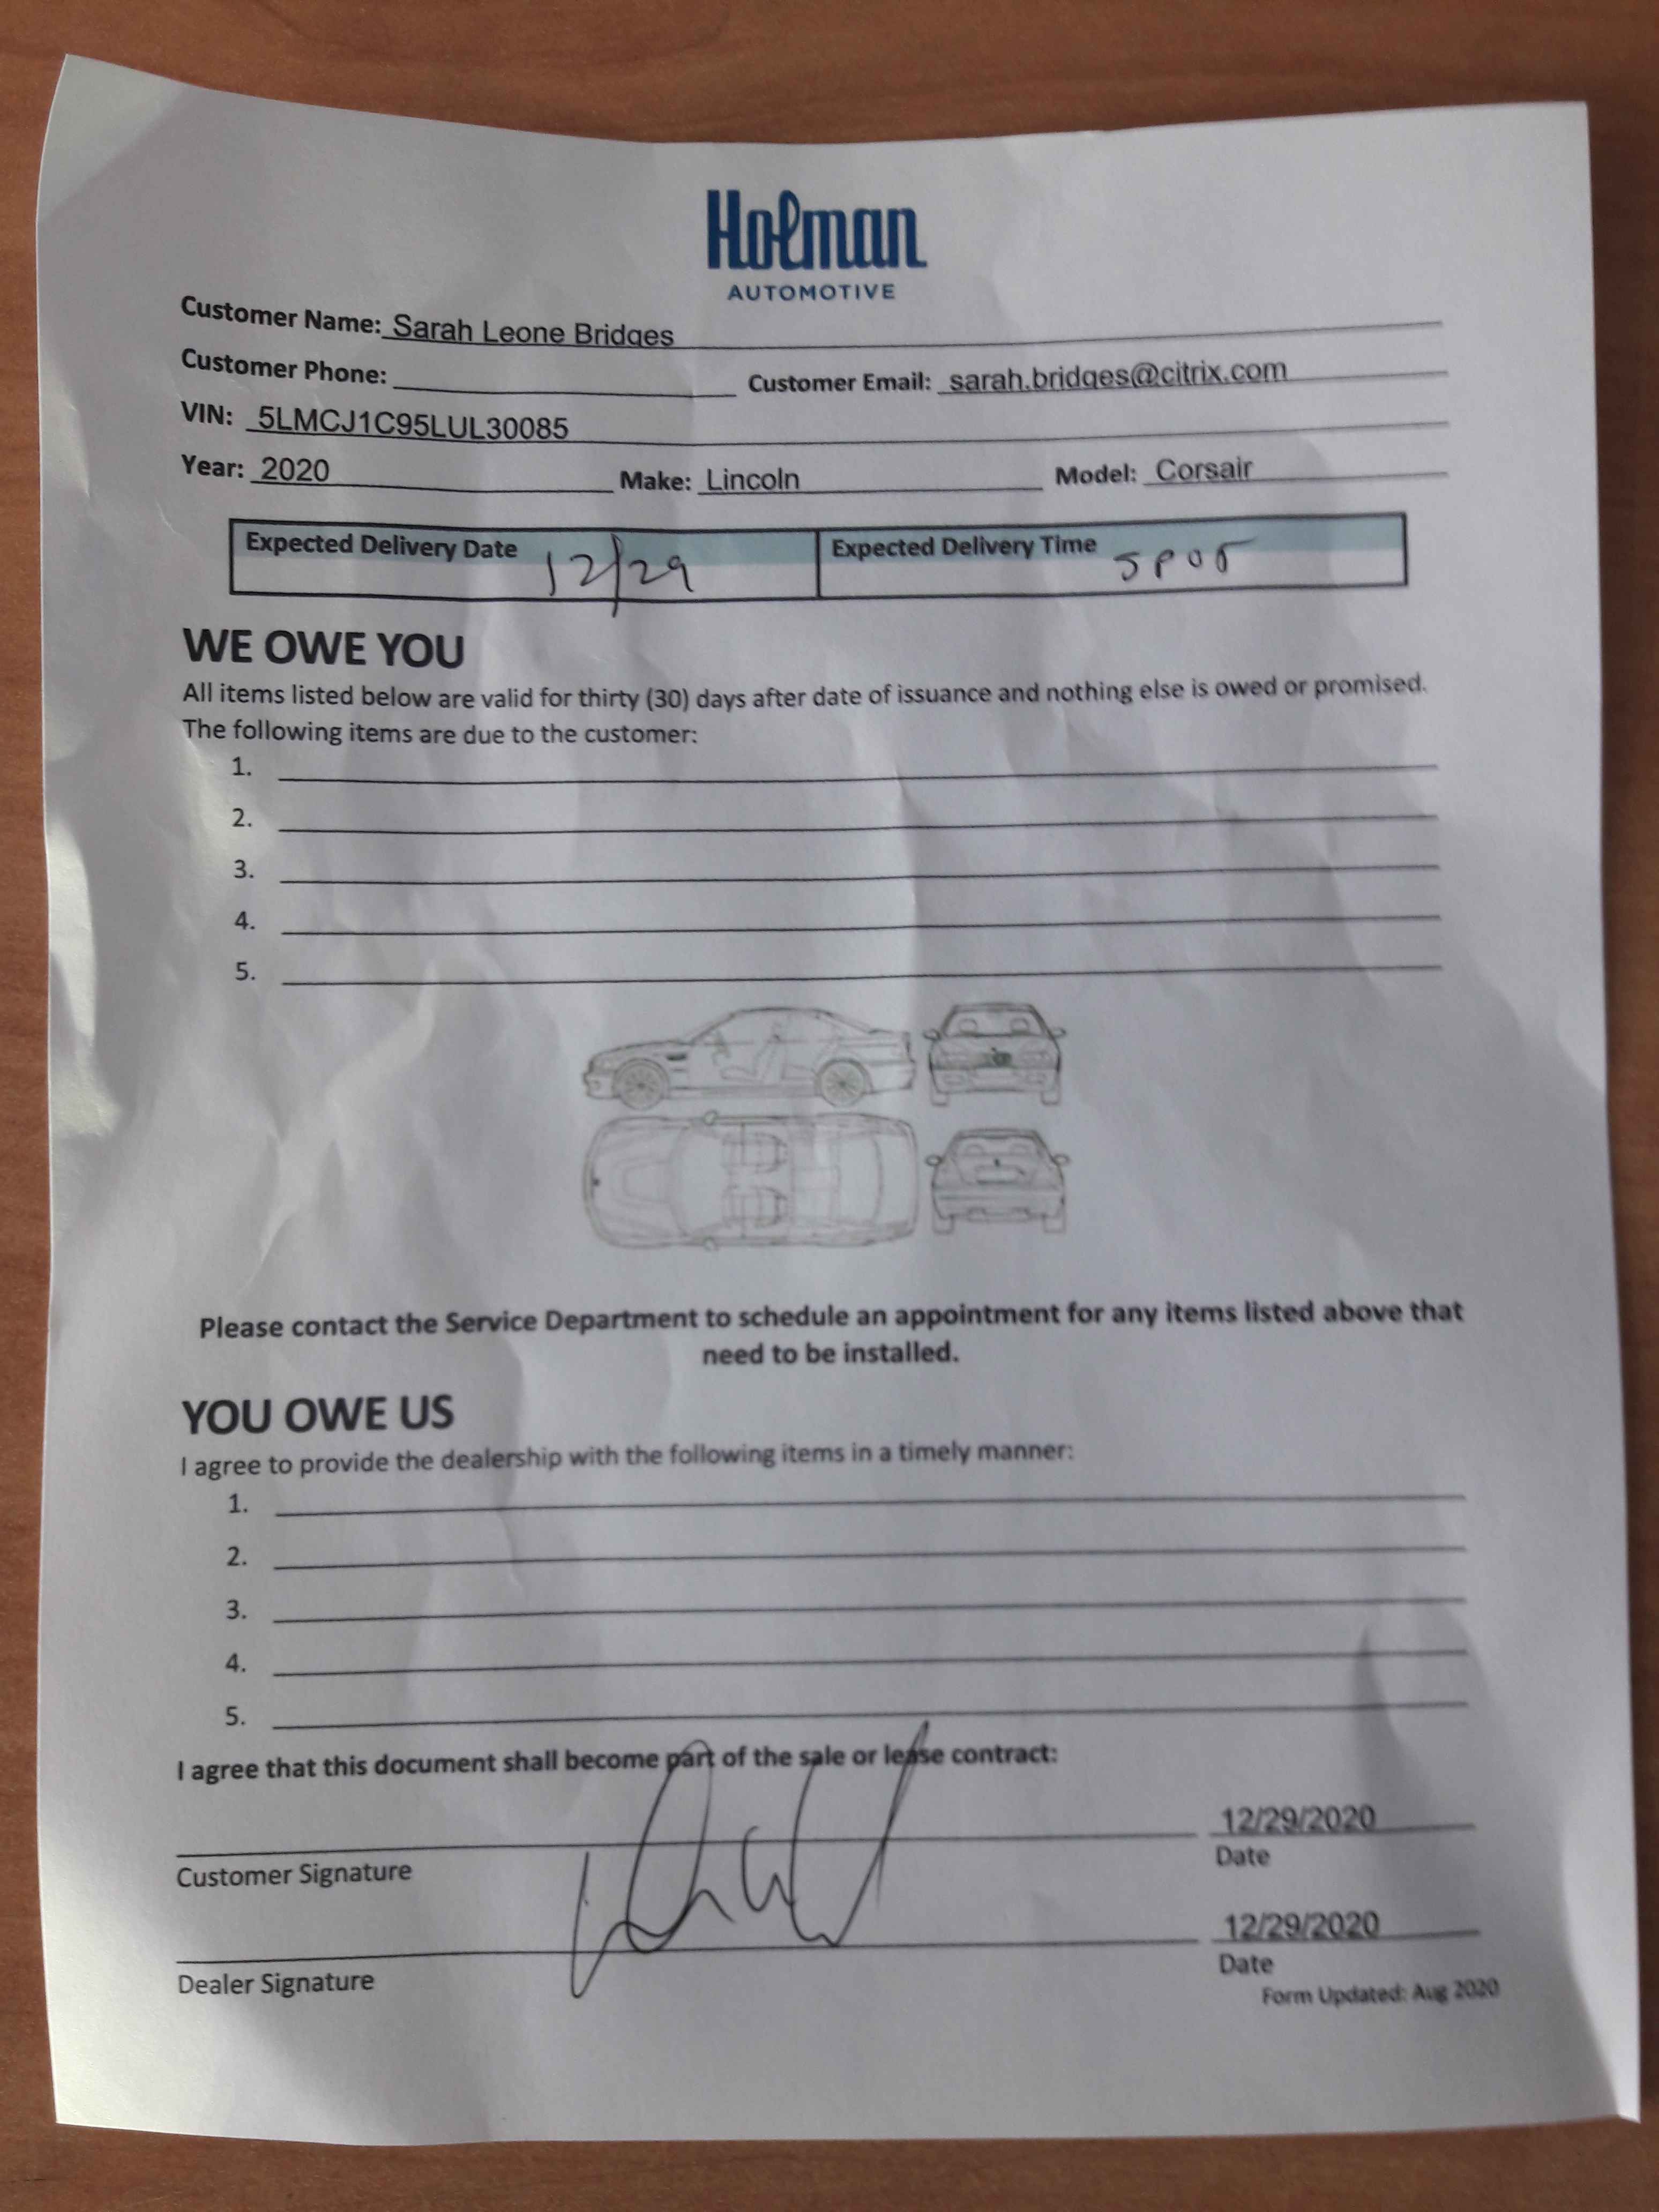 Holman
AUTOMOTIVE
Customer Name: Sarah Leone Bridges
Customer Phone: Customer Email: sarah.bridges@citrix.com
VIN: 5LMCJ1C95LUL30085
Year: 2020 Make: Lincoln Model: Corsair
Expected Delivery Date 12/29 Expected Delivery Time SPOT
WE OWE YOU
All items listed below are valid for thirty (30) days after date of issuance and nothing else is owed or promised.
The following items are due to the customer:
1.
2.
3.
4.
5.
Please contact the Service Department to schedule an appointment for any items listed above that
need to be installed.
YOU OWE US
I agree to provide the dealership with the following items in a timely manner:
1.
2.
3.
4.
5.
I agree that this document shall become part of the sale or lease contract:
12/29/2020
Customer Signature Date
12/29/2020
Dealer Signature Date
Form Updated: Aug 2020